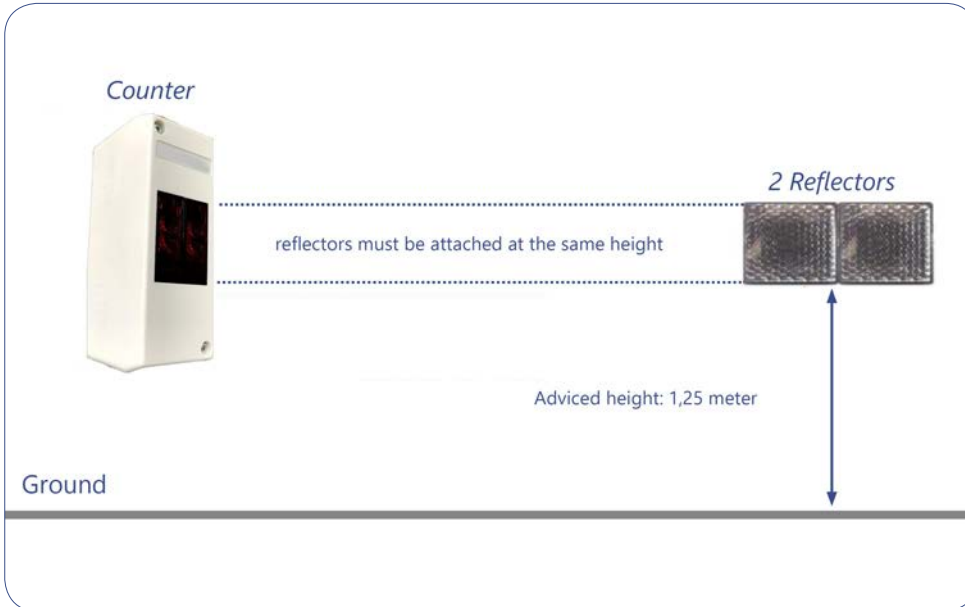 Counter
2 Reflectors
reflectors must be attached at the same height
Adviced height: 1,25 meter
Ground